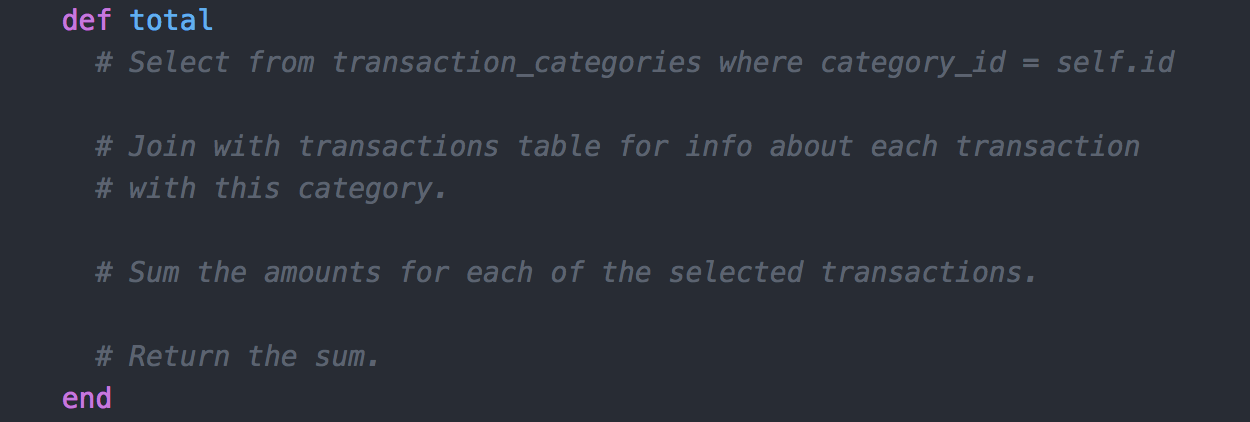 def total
# Select from transaction_categories where category_id = self.id
# Join with transactions table for info about each transaction
# with this category.
# Sum the amounts for each of the selected transactions.
# Return the sum.
end